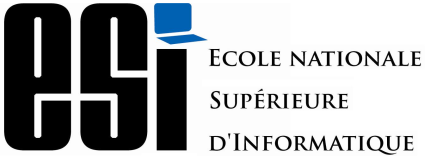 esi
Ecole nationale
Supérieure
d'Informatique